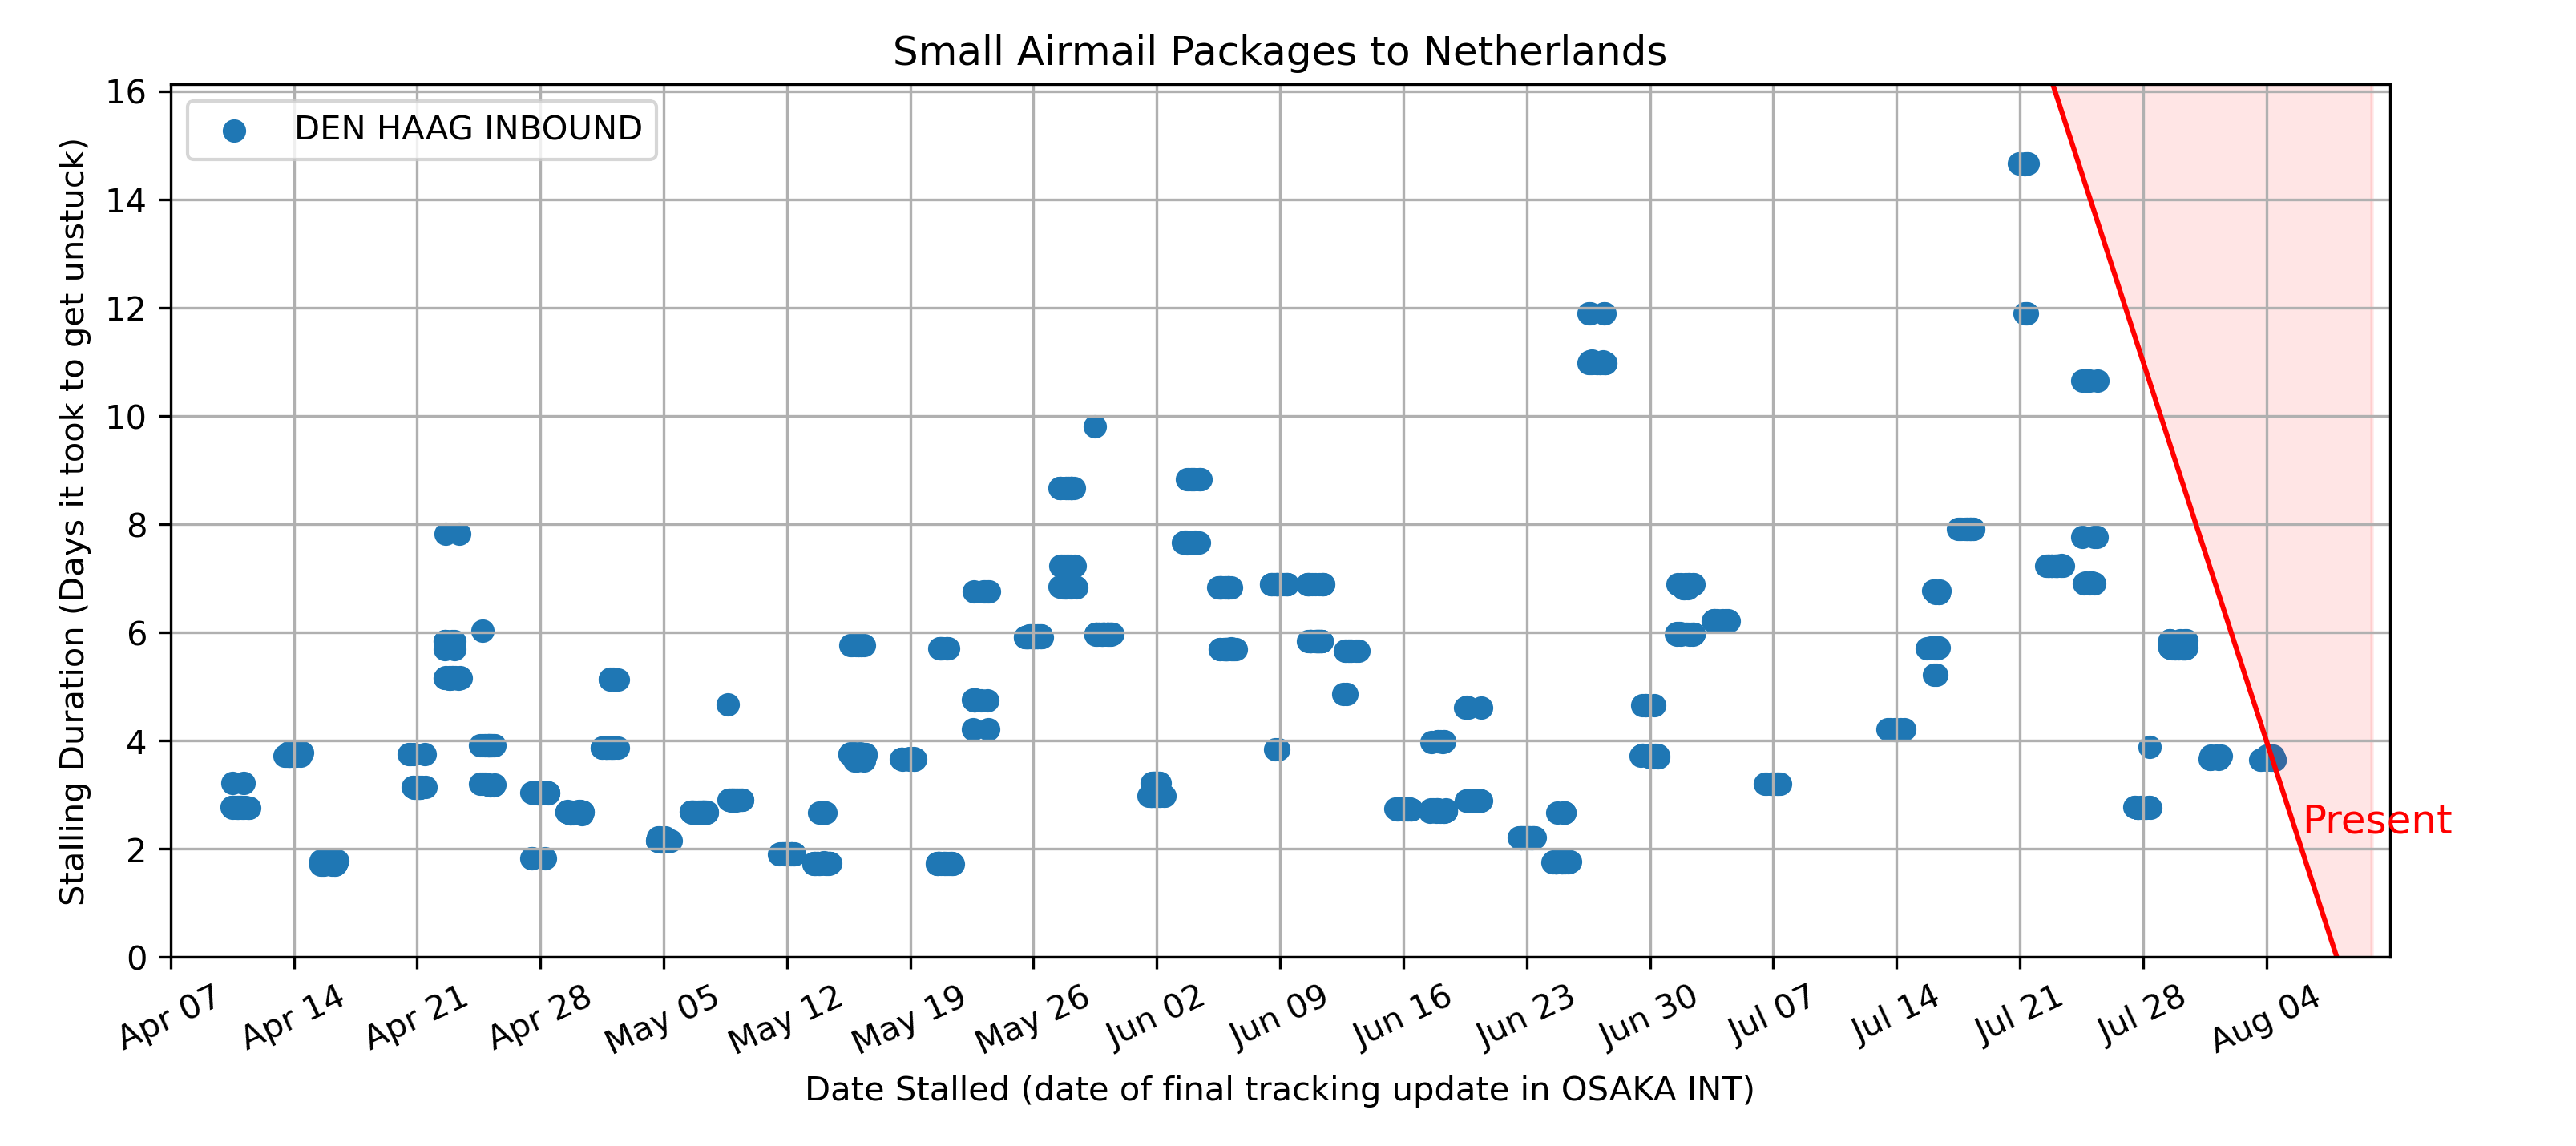 Small Airmail Packages to Netherlands
DEN HAAG INBOUND
Stalling Duration (Days it took to get unstuck)
16
14
12
10
8
6
4
2
0
Present
Apr 07
Apr 14
Apr 21
Apr 28
May 05
May 12
May 19
May 26
Jun 02
Jun 09
Jun 16
Jun 23
Jun 30
Jul 07
Jul 14
Jul 21
Jul 28
Aug 04
Date Stalled (date of final tracking update in OSAKA INT)